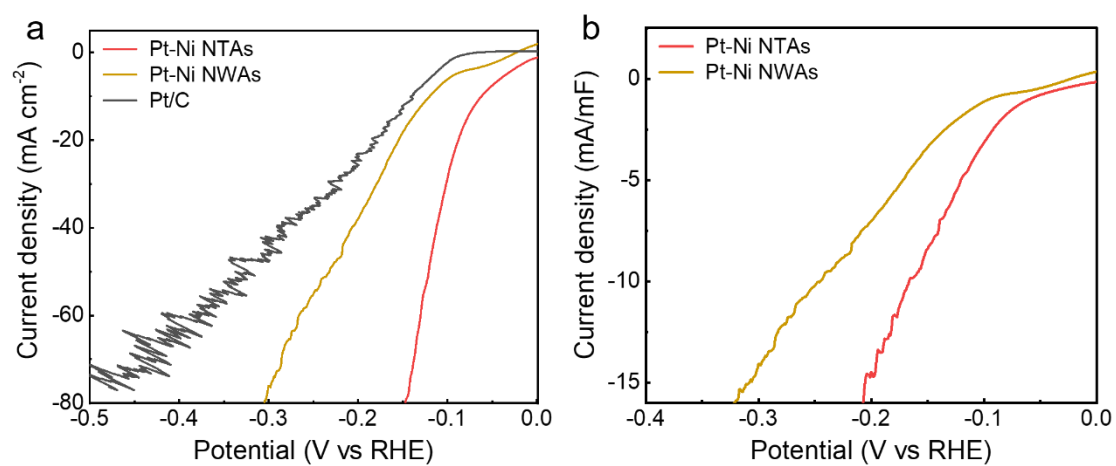 a
Pt-Ni NTAs
Pt-Ni NWAs
Pt/C
Current density (mA cm⁻²)
0
-20
-40
-60
-80
-0.5 -0.4 -0.3 -0.2 -0.1 0.0
Potential (V vs RHE)
b
Pt-Ni NTAs
Pt-Ni NWAs
Current density (mA/mF)
0
-5
-10
-15
-0.4 -0.3 -0.2 -0.1 0.0
Potential (V vs RHE)